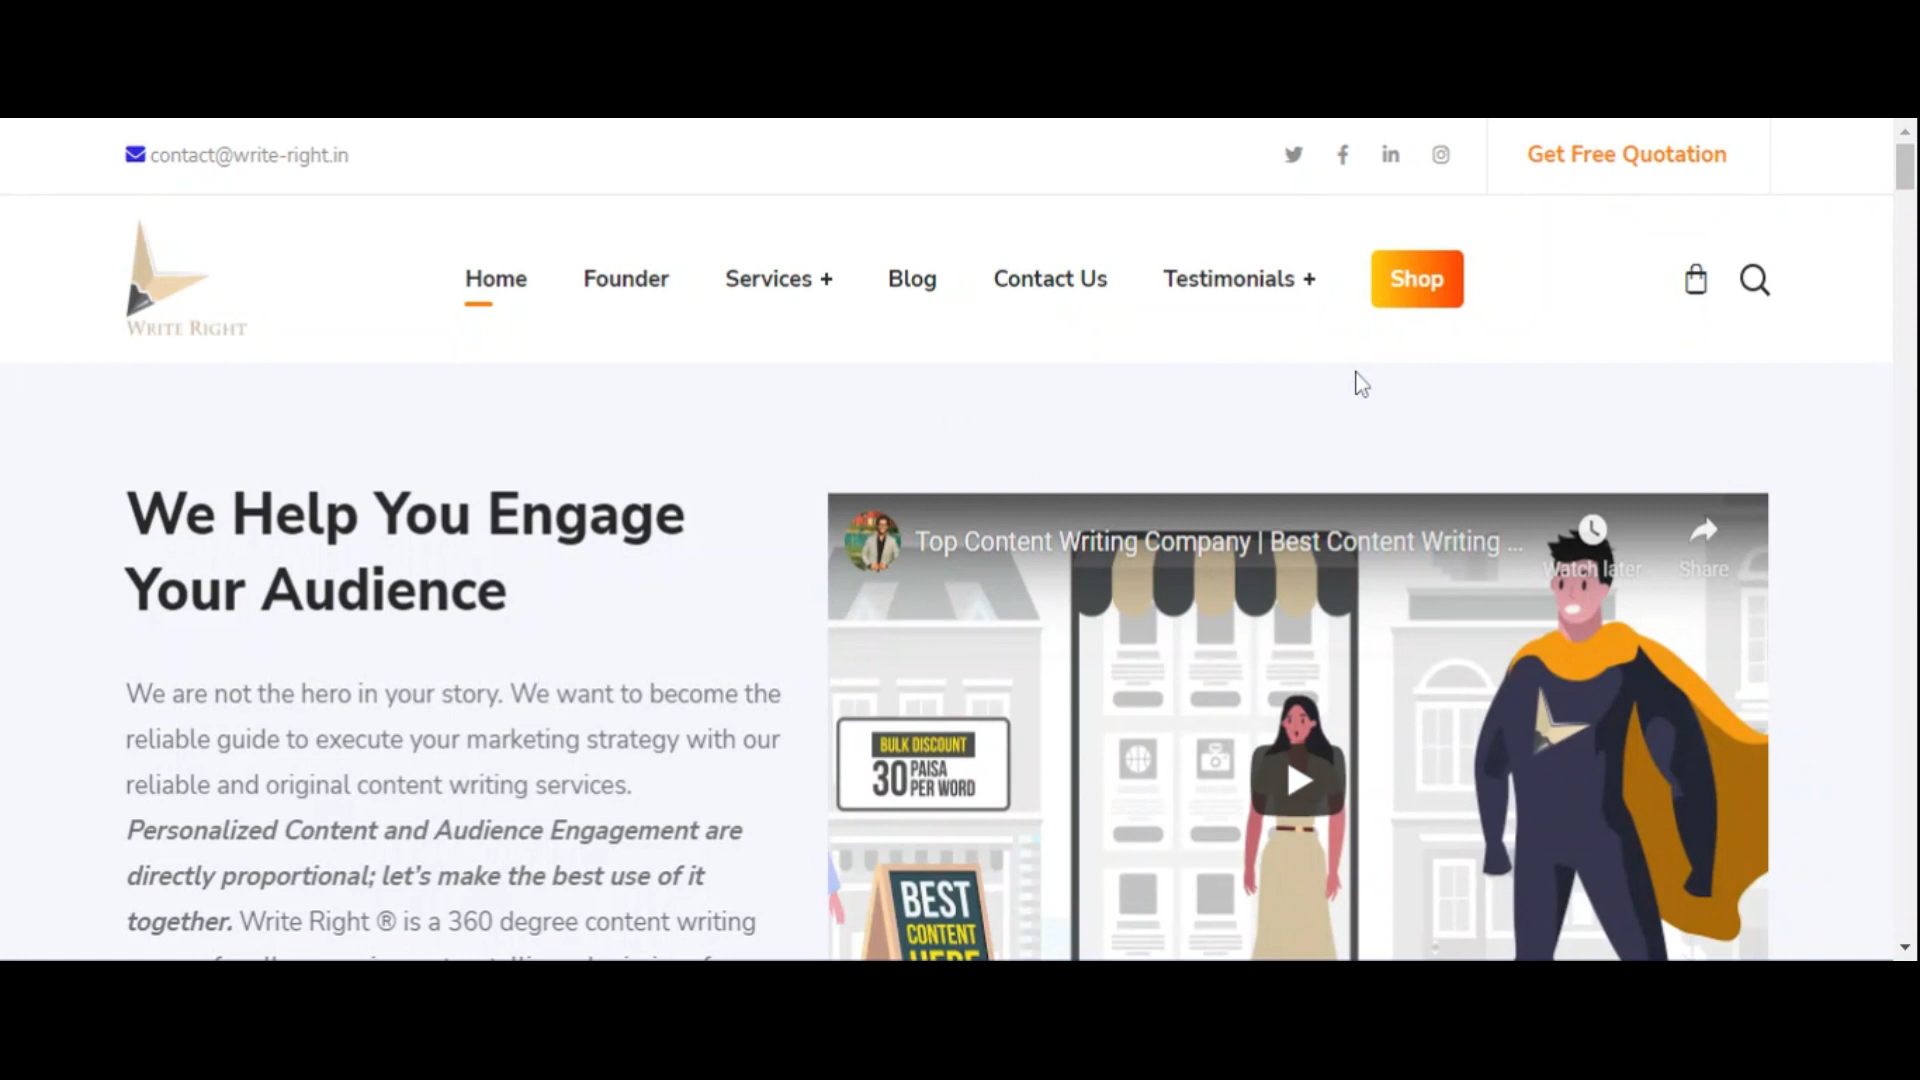 contact@write-right.in
Get Free Quotation
WRITE RIGHT
Home
Founder
Services +
Blog
Contact Us
Testimonials +
Shop
We Help You Engage
Your Audience
We are not the hero in your story. We want to become the
reliable guide to execute your marketing strategy with our
reliable and original content writing services.
Personalized Content and Audience Engagement are
directly proportional; let's make the best use of it
together. Write Right ® is a 360 degree content writing
Top Content Writing Company | Best Content Writing ...
Watch later
Share
BULK DISCOUNT
30 PAISA
PER WORD
BEST
CONTENT
HERE